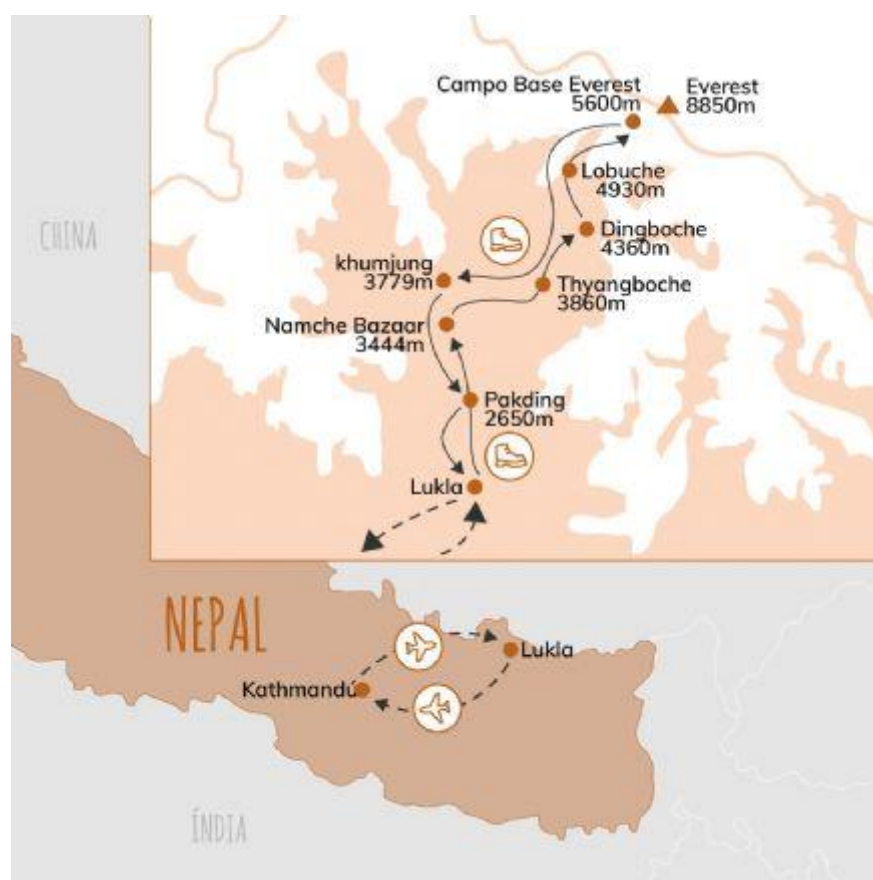 Campo Base Everest
5600m
Everest
8850m
Lobuche
4930m
CHINA
Dingboche
4360m
khumjung
3779m
Thyangboche
3860m
Namche Bazaar
3444m
Pakding
2650m
Lukla
NEPAL
Lukla
Kathmandu
ÍNDIA